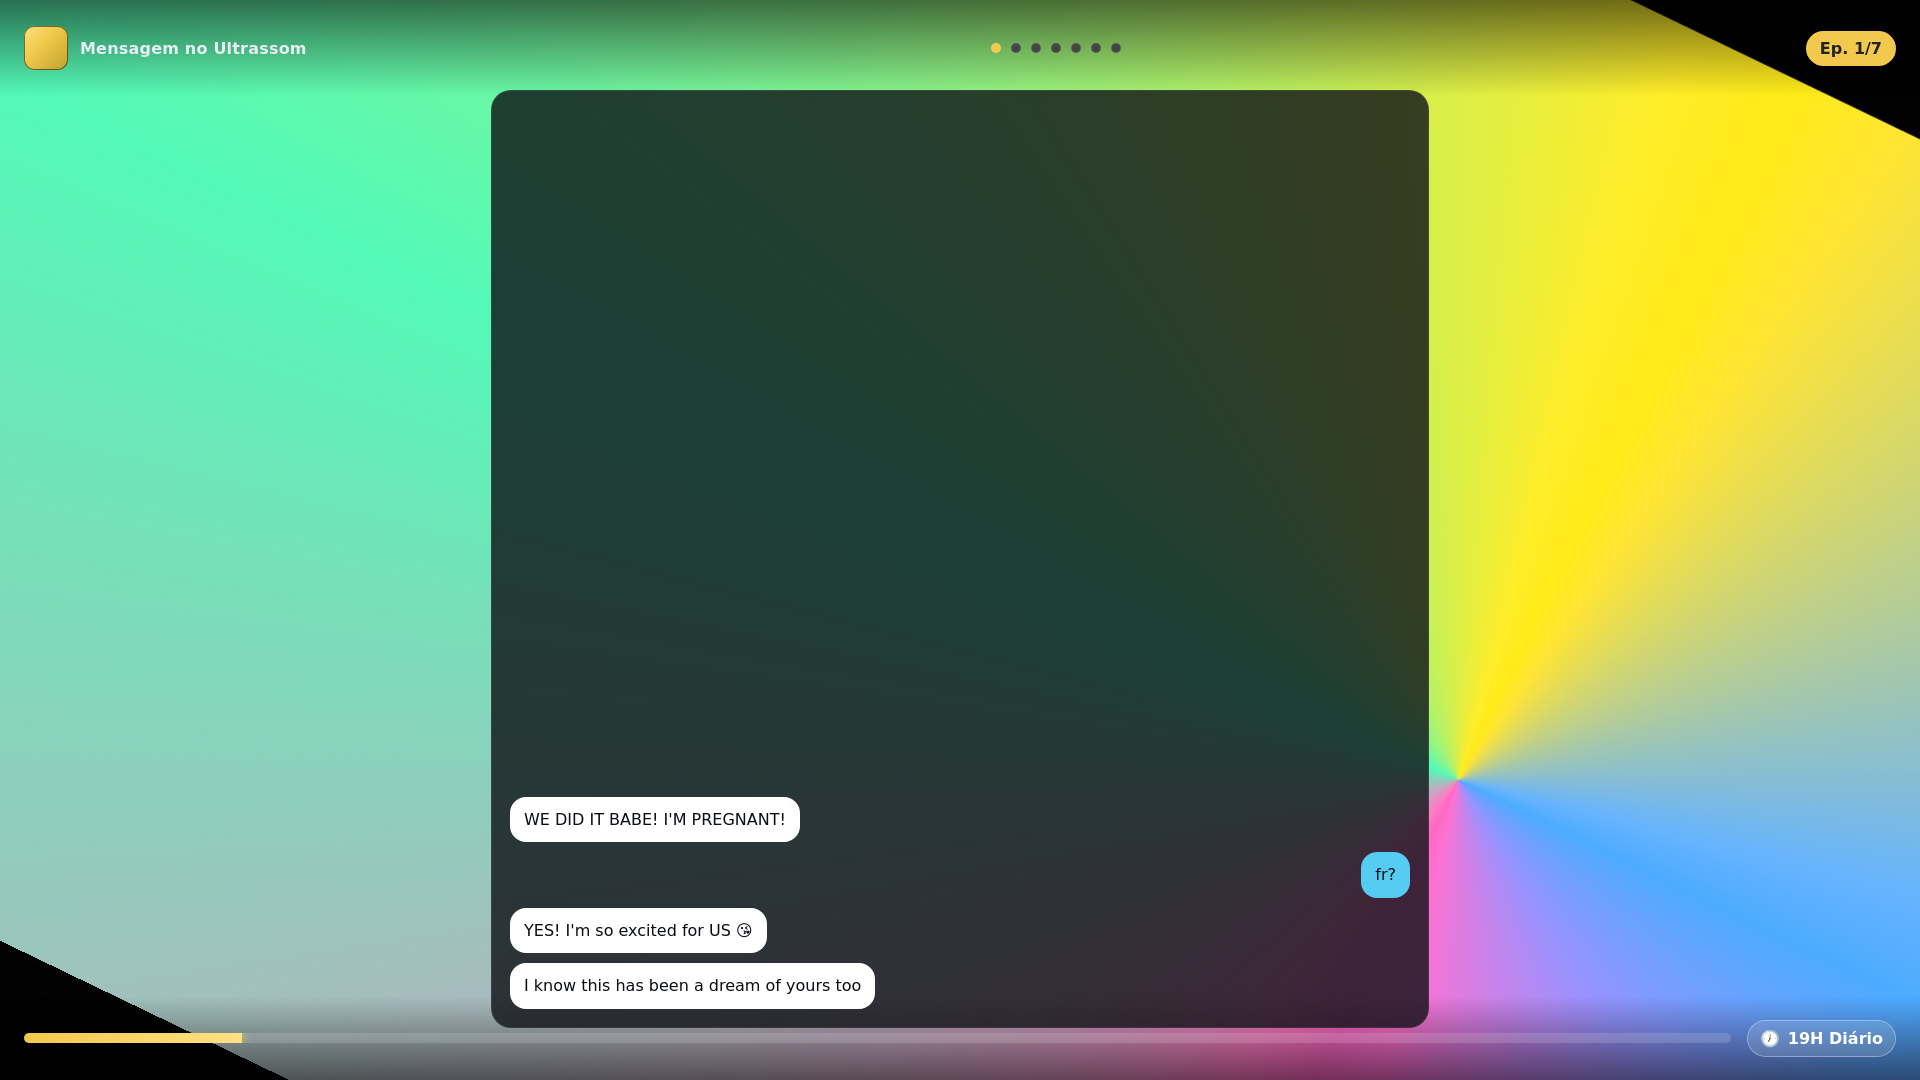 Mensagem no Ultrassom
Ep. 1/7
WE DID IT BABE! I'M PREGNANT!
fr?
YES! I'm so excited for US 😘
I know this has been a dream of yours too
🕖 19H Diário